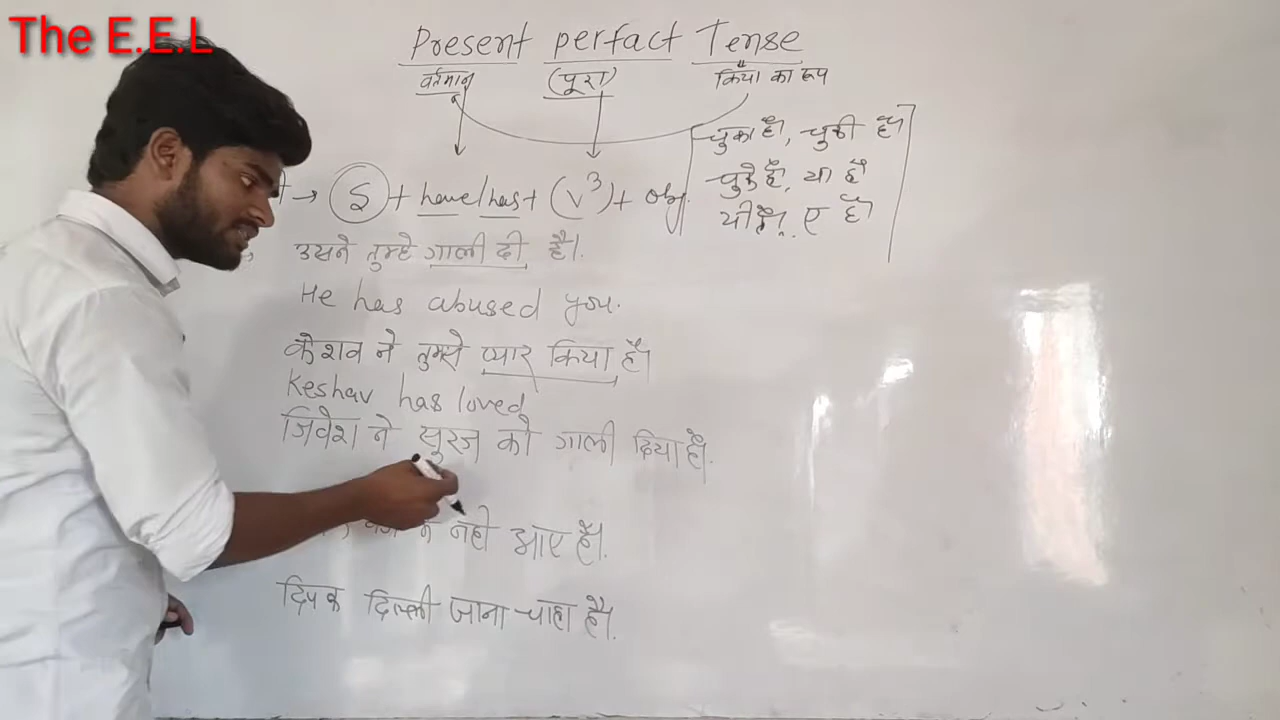 The E.E.L
Present perfact Tense
वर्तमान (पूरा) क्रिया का रूप
चुका है, चुकी है
चुके हैं, या है
यी है, ए है
→ S + have/has + (V3) + obj.
उसने तुम्हे गाली दी है।
He has abused you.
केशव ने तुमसे प्यार किया है।
Keshav has loved
जिवेश ने सूरज को गाली दिया है।
नही आए है।
दिपक दिल्ली जाना चाहा है।